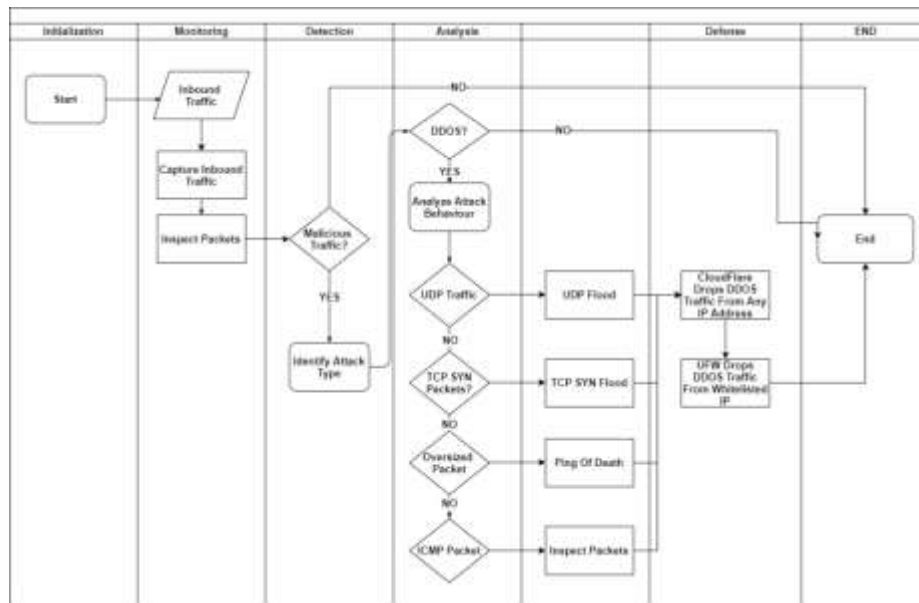 Initialization
Monitoring
Detection
Analysis
Defense
END
Start
Inbound
Traffic
Capture Inbound
Traffic
Inspect Packets
Malicious
Traffic?
NO
YES
Identify Attack
Type
DDOS?
NO
YES
Analyze Attack
Behaviour
UDP Traffic
UDP Flood
NO
TCP SYN
Packets?
TCP SYN Flood
NO
Oversized
Packet
Ping Of Death
NO
ICMP Packet
Inspect Packets
CloudFlare
Drops DDOS
Traffic From Any
IP Address
UFW Drops
DDOS Traffic
From Whitelisted
IP
End